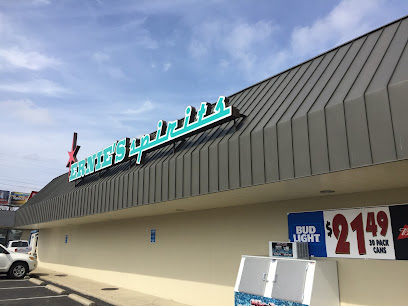 ERNIE'S spirits
BUD
LIGHT
$21.49
30 PACK
CANS